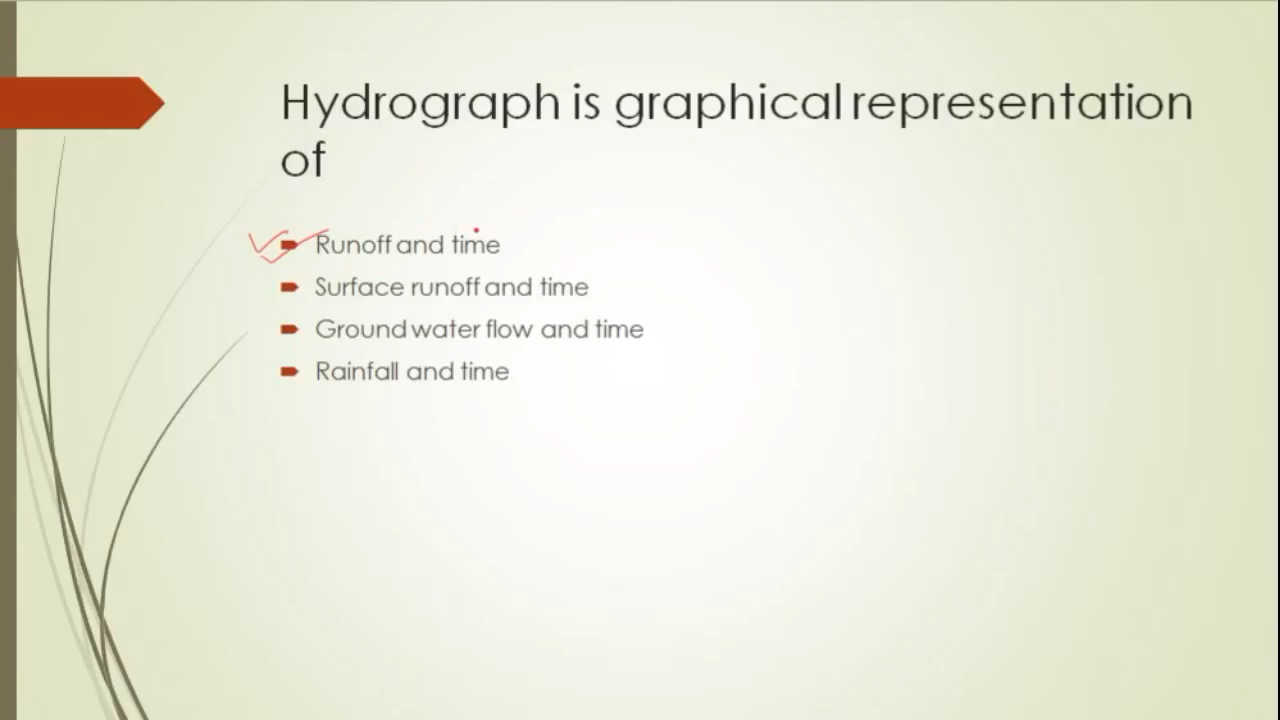 Hydrograph is graphical representation
of
Runoff and time
Surface runoff and time
Ground water flow and time
Rainfall and time